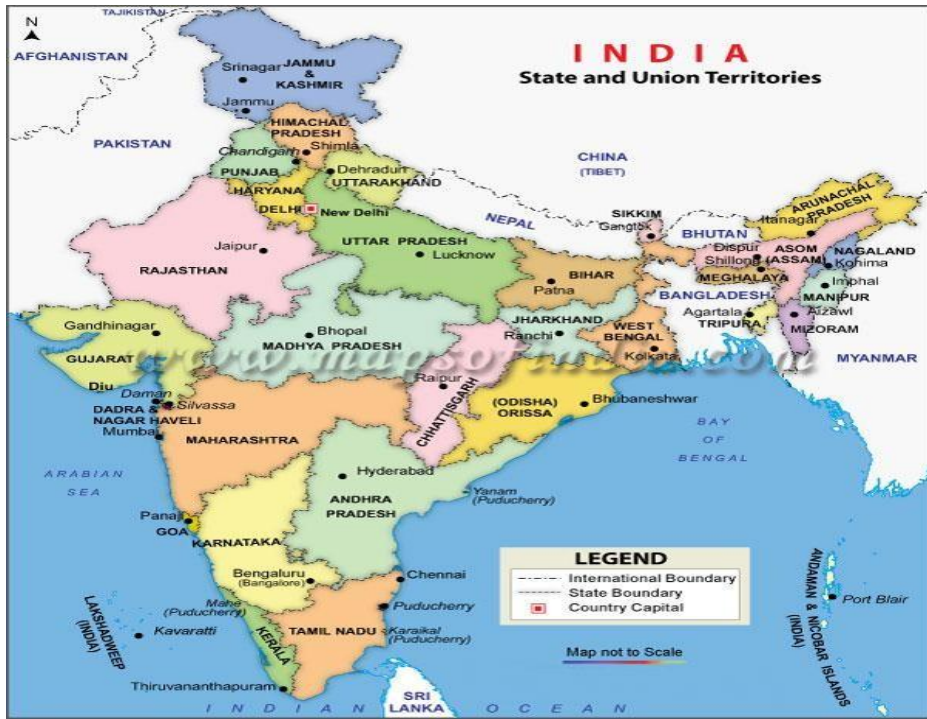 N
TAJIKISTAN
AFGHANISTAN
INDIA
State and Union Territories
JAMMU
&
KASHMIR
Srinagar
Jammu
HIMACHAL
PRADESH
Shimla
PAKISTAN
Chandigarh
PUNJAB
Dehradun
UTTARAKHAND
HARYANA
DELHI
New Delhi
CHINA
(TIBET)
NEPAL
SIKKIM
Gangtok
BHUTAN
ARUNACHAL
PRADESH
Itanagar
Jaipur
RAJASTHAN
UTTAR PRADESH
Lucknow
BIHAR
Patna
Dispur
ASOM
(ASSAM)
Shillong
MEGHALAYA
NAGALAND
Kohima
Imphal
MANIPUR
BANGLADESH
Agartala
TRIPURA
Aizawl
MIZORAM
MYANMAR
Gandhinagar
GUJARAT
Bhopal
MADHYA PRADESH
JHARKHAND
Ranchi
WEST
BENGAL
Kolkata
www.mapsofindia.com
Diu
Daman
Silvassa
DADRA &
NAGAR HAVELI
Mumbai
MAHARASHTRA
Raipur
CHHATTISGARH
(ODISHA)
ORISSA
Bhubaneshwar
BAY
OF
BENGAL
ARABIAN
SEA
Hyderabad
ANDHRA
PRADESH
Yanam
(Puducherry)
Panaji
GOA
KARNATAKA
Bengaluru
(Bangalore)
Chennai
Mahe
(Puducherry)
Puducherry
KERALA
TAMIL NADU
Karaikal
(Puducherry)
LAKSHADWEEP
(INDIA)
Kavaratti
Thiruvananthapuram
SRI
LANKA
INDIAN OCEAN
LEGEND
International Boundary
State Boundary
Country Capital
Map not to Scale
ANDAMAN & NICOBAR ISLANDS
(INDIA)
Port Blair